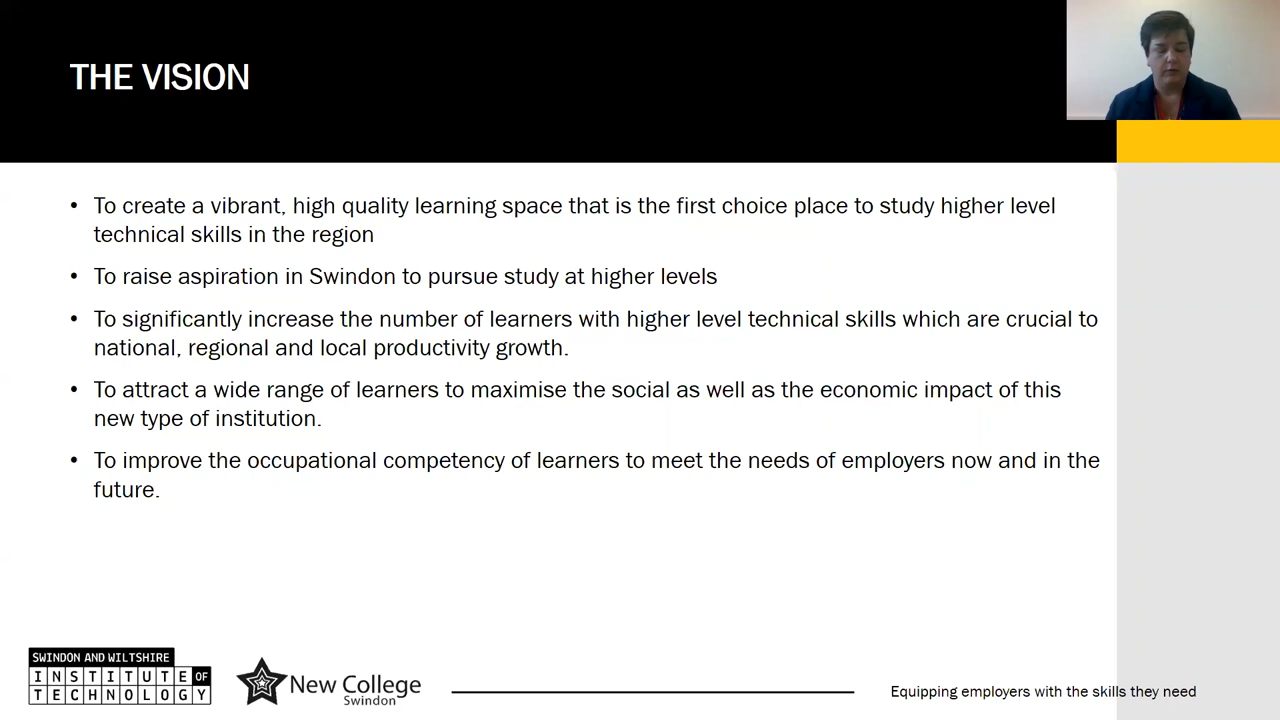 THE VISION
• To create a vibrant, high quality learning space that is the first choice place to study higher level
technical skills in the region
• To raise aspiration in Swindon to pursue study at higher levels
• To significantly increase the number of learners with higher level technical skills which are crucial to
national, regional and local productivity growth.
• To attract a wide range of learners to maximise the social as well as the economic impact of this
new type of institution.
• To improve the occupational competency of learners to meet the needs of employers now and in the
future.
SWINDON AND WILTSHIRE
INSTITUTE OF
TECHNOLOGY
New College
Swindon
Equipping employers with the skills they need